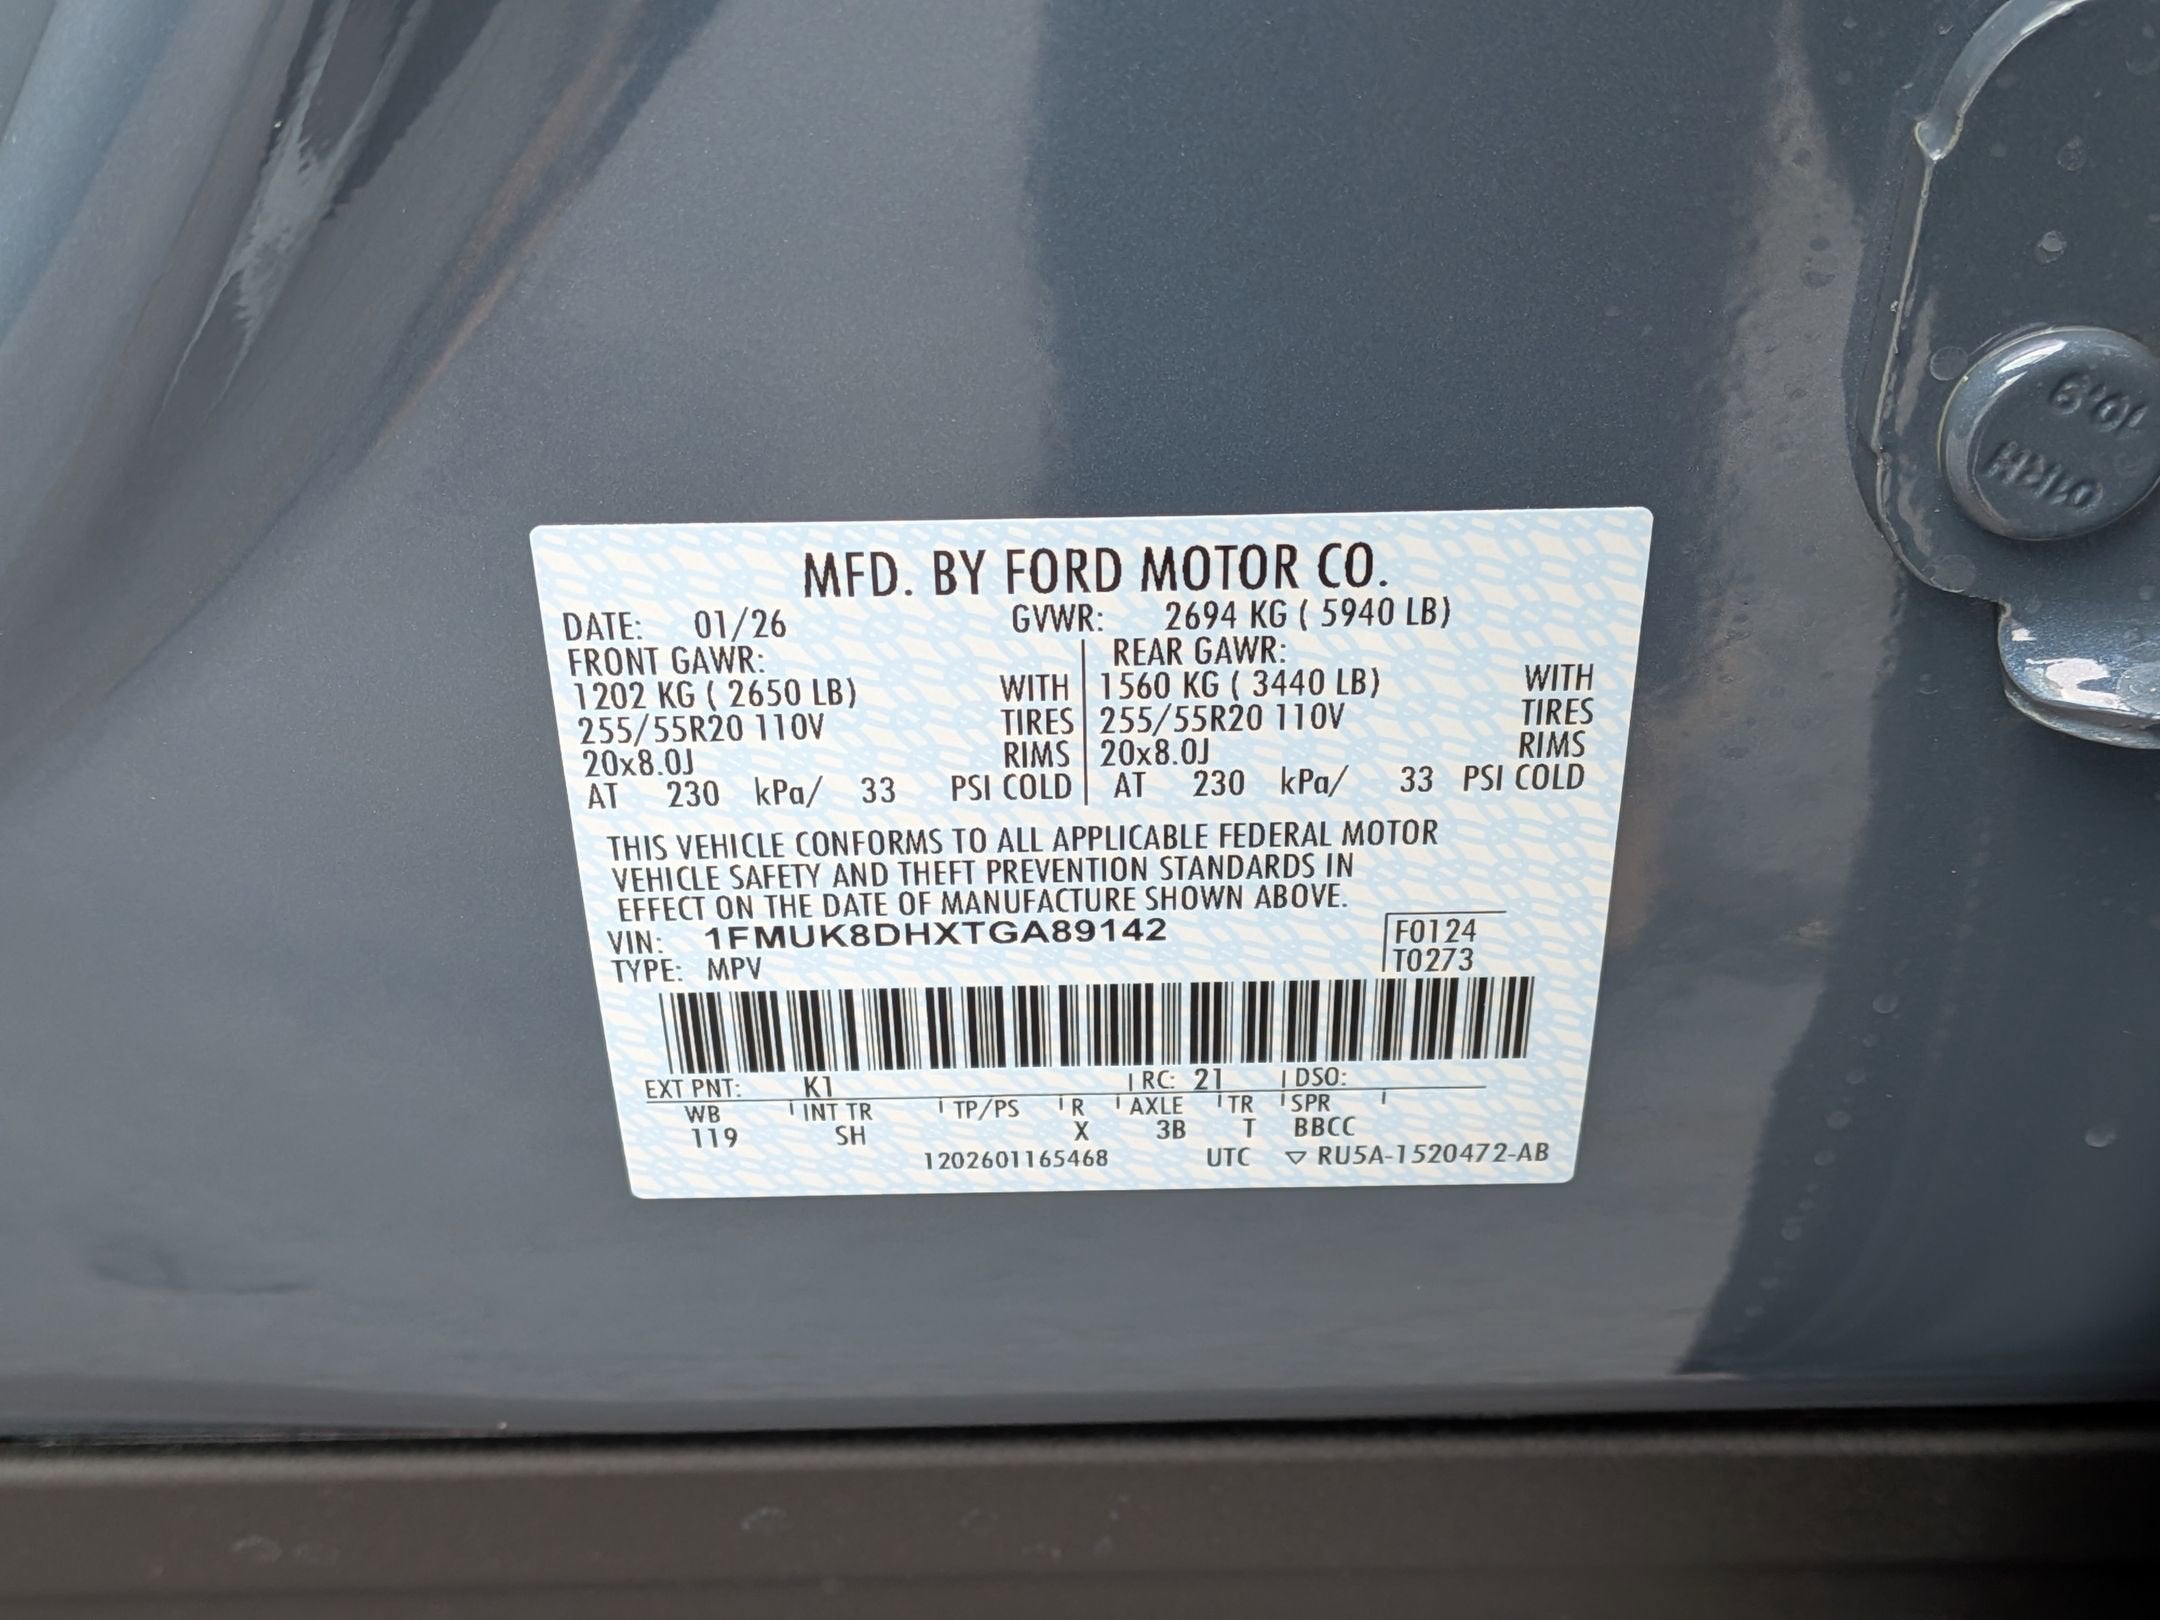 MFD. BY FORD MOTOR CO.
DATE: 01/26 GVWR: 2694 KG ( 5940 LB)
FRONT GAWR: REAR GAWR:
1202 KG ( 2650 LB) WITH 1560 KG ( 3440 LB) WITH
255/55R20 110V TIRES 255/55R20 110V TIRES
20x8.0J RIMS 20x8.0J RIMS
AT 230 kPa/ 33 PSI COLD AT 230 kPa/ 33 PSI COLD
THIS VEHICLE CONFORMS TO ALL APPLICABLE FEDERAL MOTOR
VEHICLE SAFETY AND THEFT PREVENTION STANDARDS IN
EFFECT ON THE DATE OF MANUFACTURE SHOWN ABOVE.
VIN: 1FMUK8DHXTGA89142 F0124
TYPE: MPV T0273
EXT PNT: K1 RC: 21 DSO:
WB INT TR TP/PS R AXLE TR SPR
119 SH X 3B T BBCC
1202601165468 UTC ▽ RU5A-1520472-AB
10.9
01RH